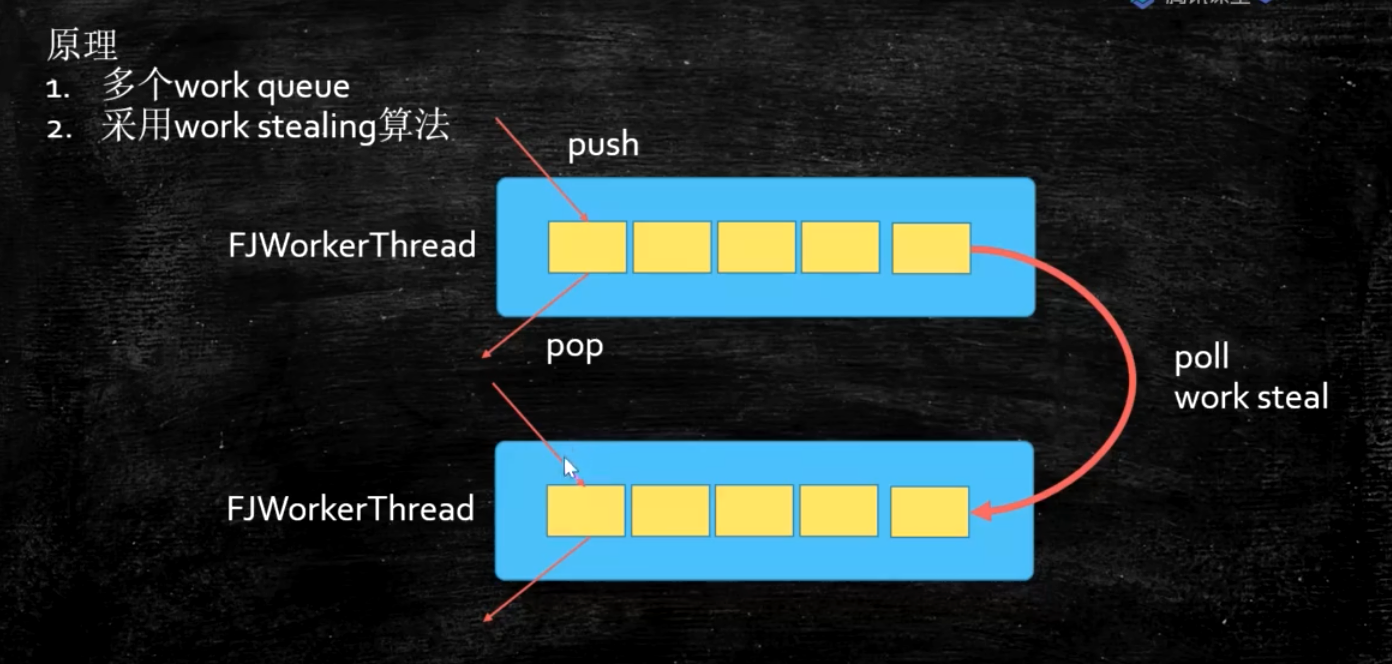 原理
1. 多个work queue
2. 采用work stealing算法
push
FJWorkerThread
pop
poll
work steal
FJWorkerThread